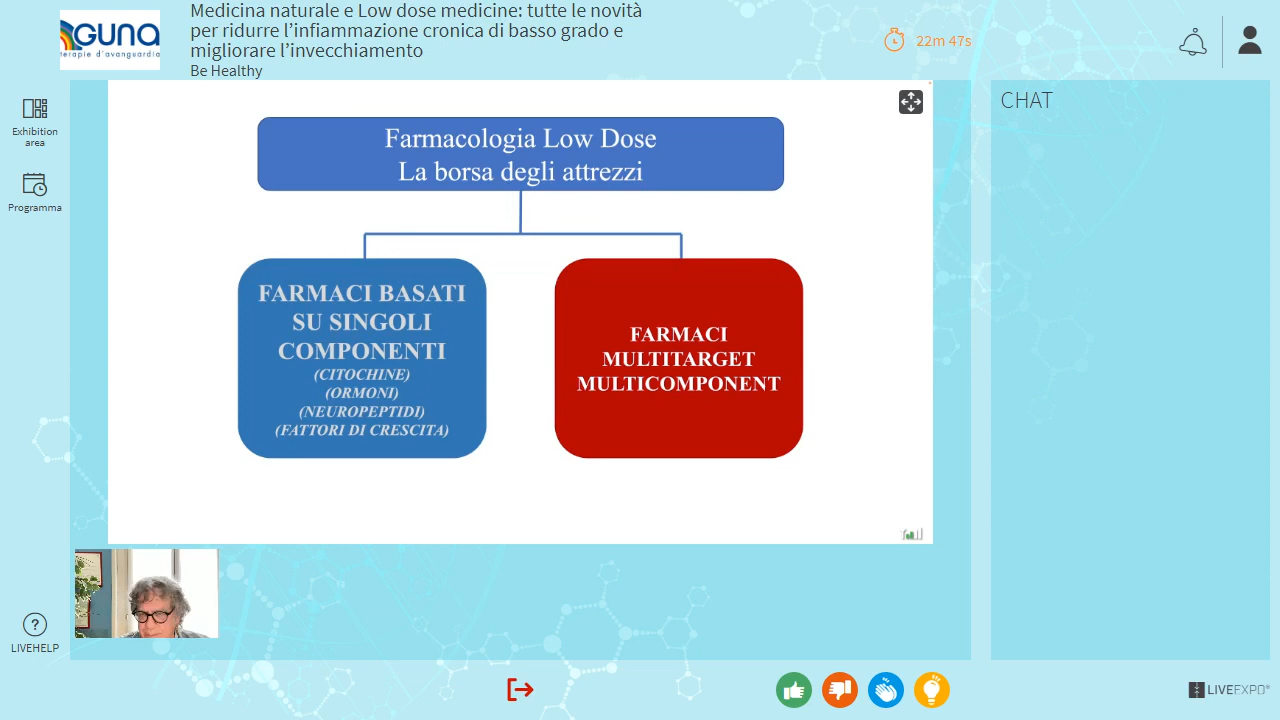 GUNA
terapie d'avanguardia
Medicina naturale e Low dose medicine: tutte le novità
per ridurre l'infiammazione cronica di basso grado e
migliorare l'invecchiamento
Be Healthy
22m 47s
Exhibition
area
Programma
LIVEHELP
Farmacologia Low Dose
La borsa degli attrezzi
FARMACI BASATI
SU SINGOLI
COMPONENTI
(CITOCHINE)
(ORMONI)
(NEUROPEPTIDI)
(FATTORI DI CRESCITA)
FARMACI
MULTITARGET
MULTICOMPONENT
CHAT
LIVEEXPO